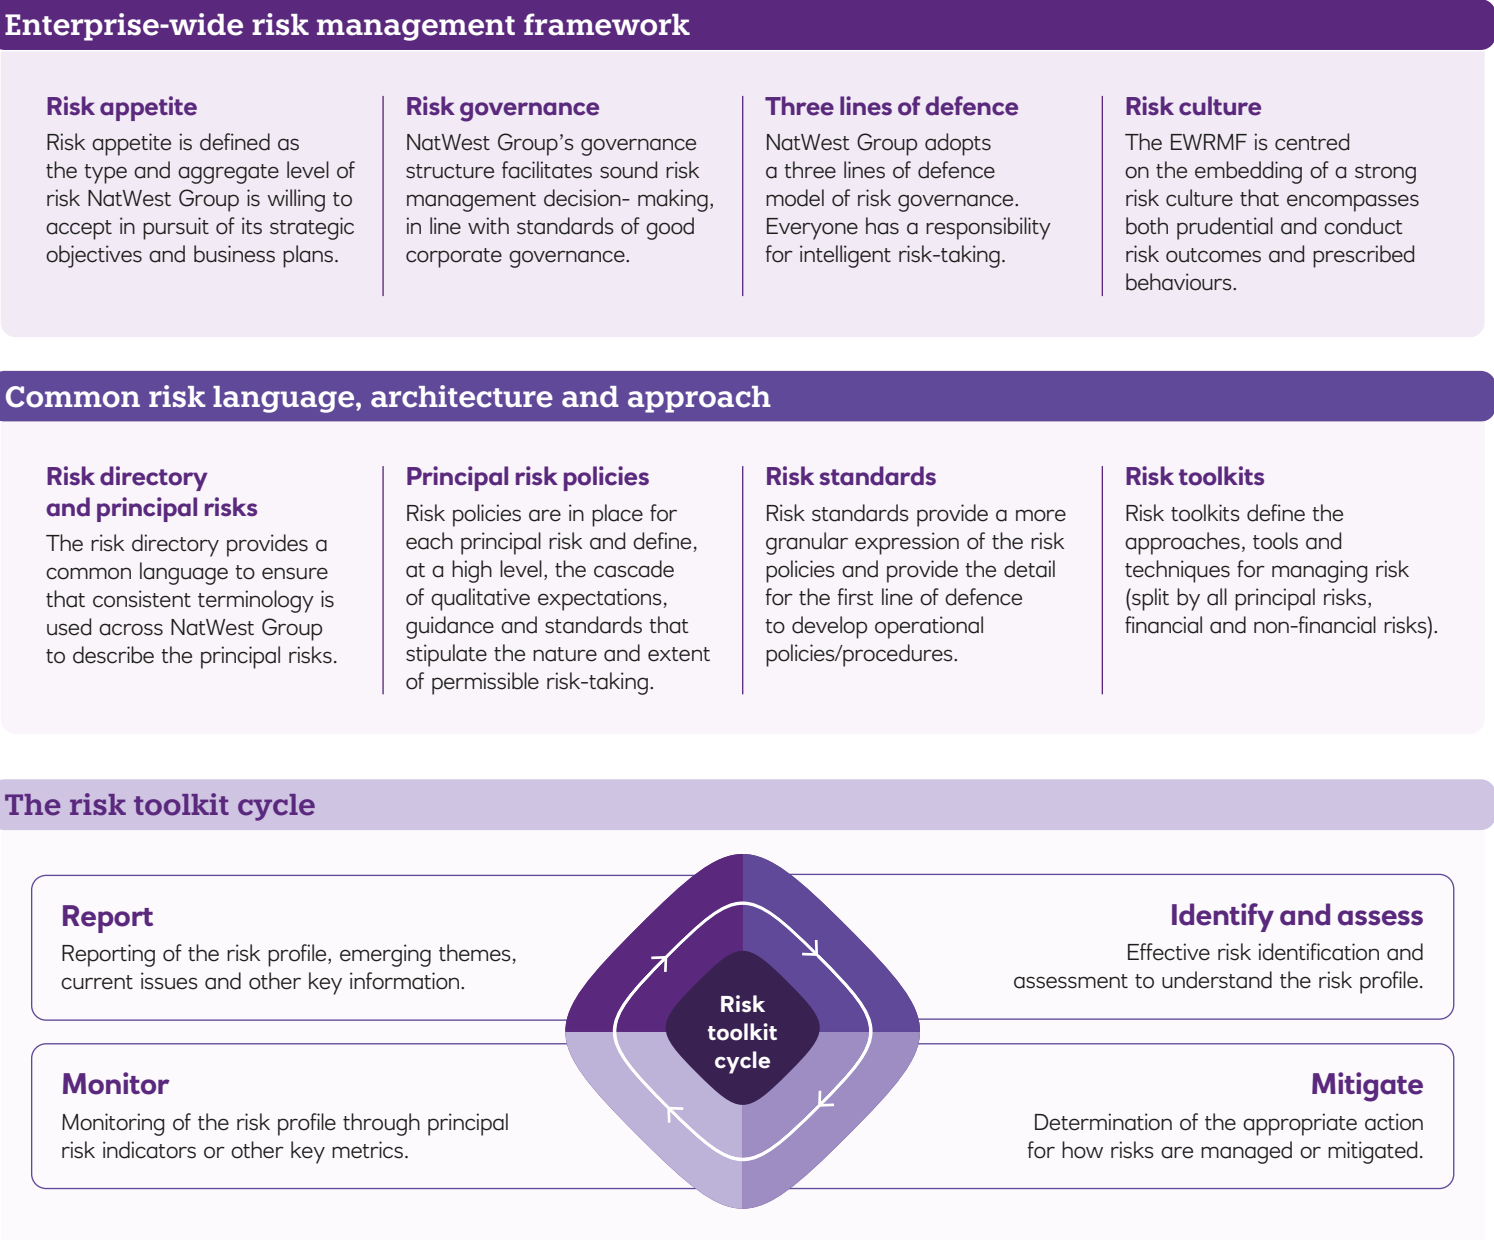 Enterprise-wide risk management framework
Risk appetite
Risk appetite is defined as
the type and aggregate level of
risk NatWest Group is willing to
accept in pursuit of its strategic
objectives and business plans.
Risk governance
NatWest Group's governance
structure facilitates sound risk
management decision- making,
in line with standards of good
corporate governance.
Three lines of defence
NatWest Group adopts
a three lines of defence
model of risk governance.
Everyone has a responsibility
for intelligent risk-taking.
Risk culture
The EWRMF is centred
on the embedding of a strong
risk culture that encompasses
both prudential and conduct
risk outcomes and prescribed
behaviours.
Common risk language, architecture and approach
Risk directory
and principal risks
The risk directory provides a
common language to ensure
that consistent terminology is
used across NatWest Group
to describe the principal risks.
Principal risk policies
Risk policies are in place for
each principal risk and define,
at a high level, the cascade
of qualitative expectations,
guidance and standards that
stipulate the nature and extent
of permissible risk-taking.
Risk standards
Risk standards provide a more
granular expression of the risk
policies and provide the detail
for the first line of defence
to develop operational
policies/procedures.
Risk toolkits
Risk toolkits define the
approaches, tools and
techniques for managing risk
(split by all principal risks,
financial and non-financial risks).
The risk toolkit cycle
Report
Reporting of the risk profile, emerging themes,
current issues and other key information.
Identify and assess
Effective risk identification and
assessment to understand the risk profile.
Risk
toolkit
cycle
Monitor
Monitoring of the risk profile through principal
risk indicators or other key metrics.
Mitigate
Determination of the appropriate action
for how risks are managed or mitigated.